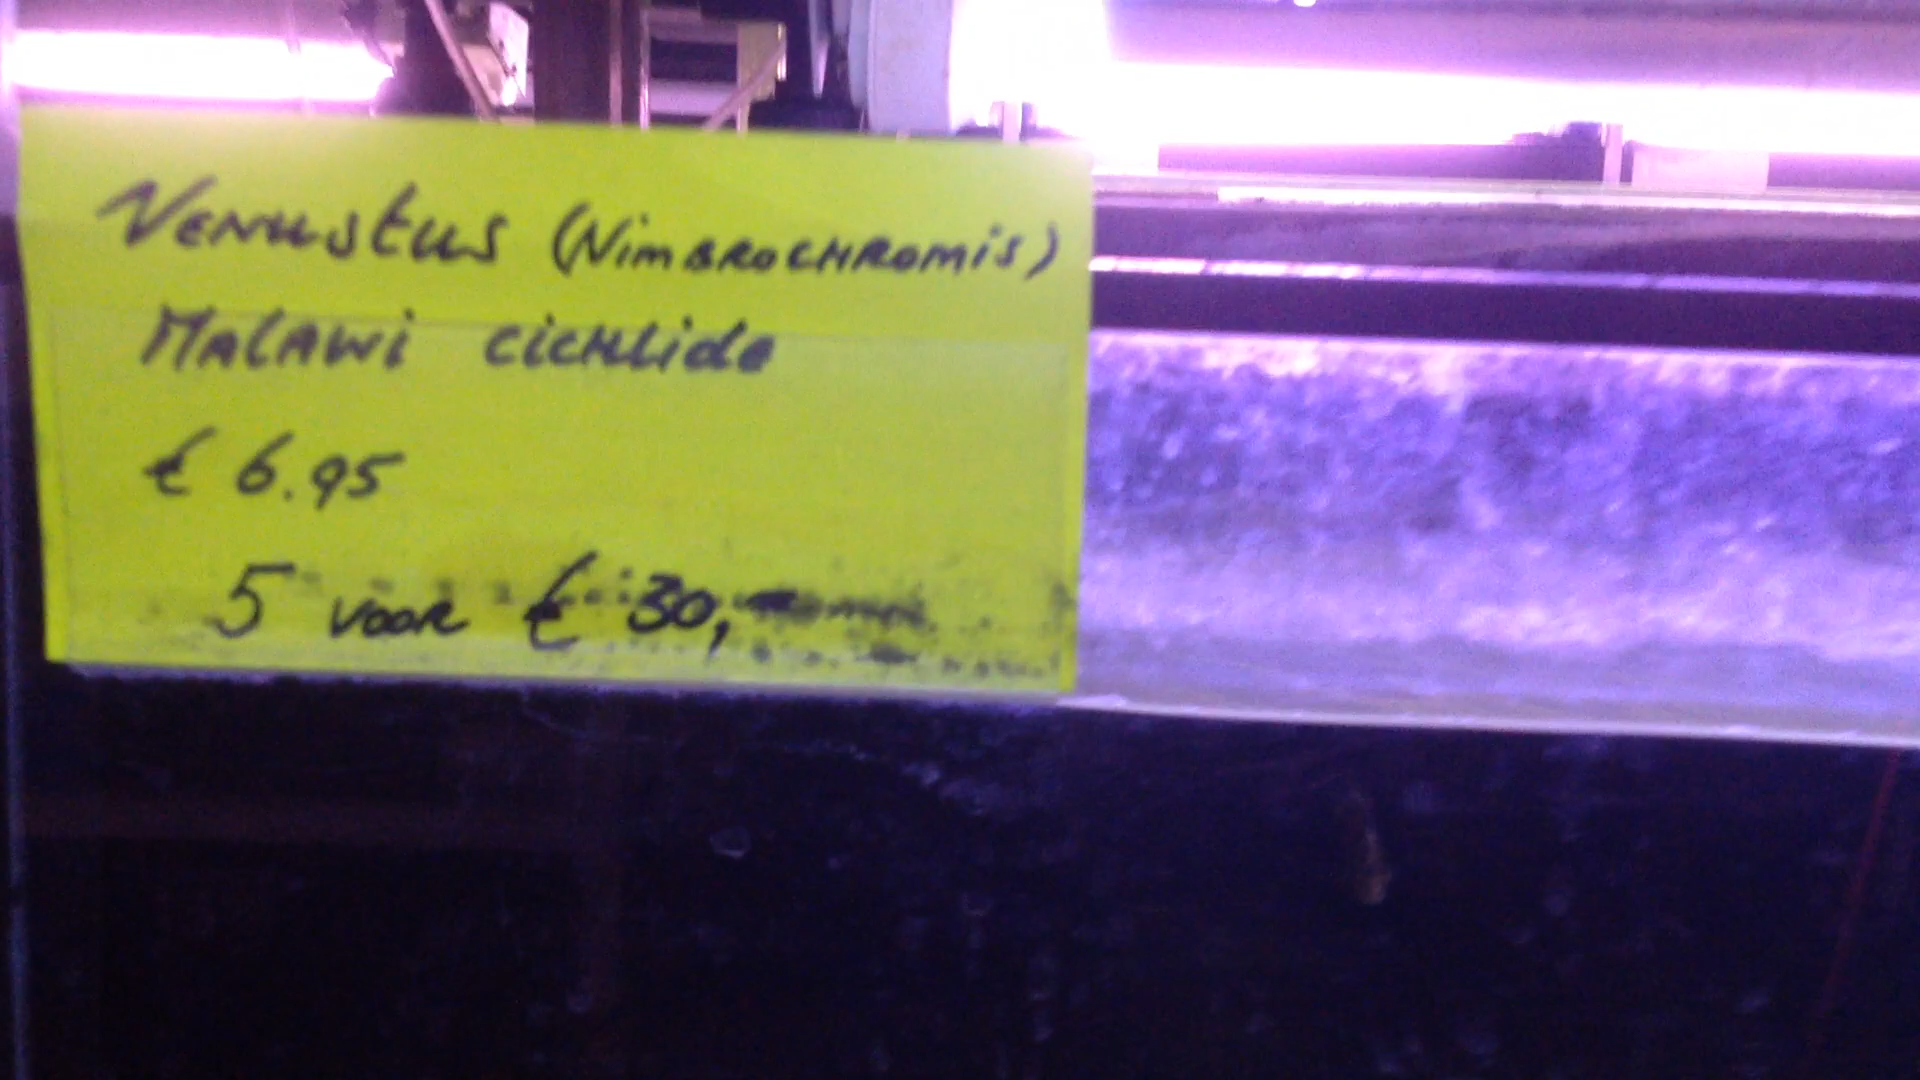 Venustus (Nimbrochromis)
Malawi cichlide
€ 6.95
5 voor € 30,-